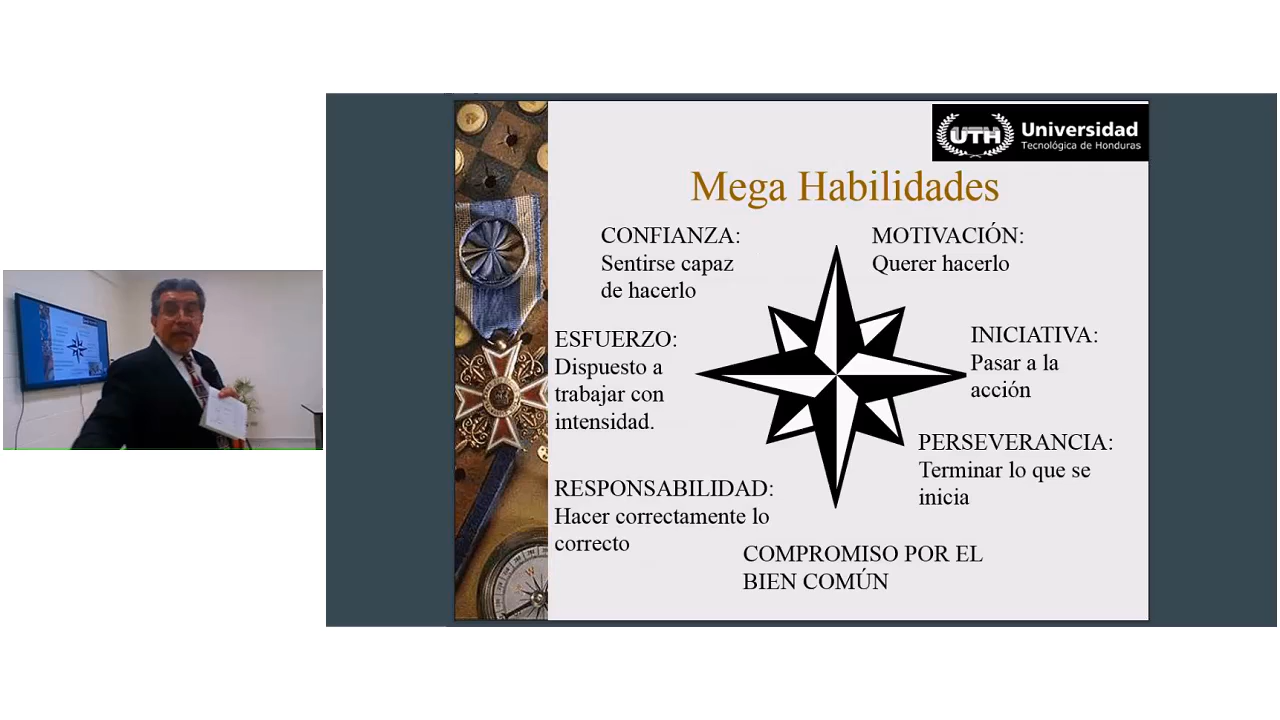 UTH Universidad
Tecnológica de Honduras
Mega Habilidades
CONFIANZA:
Sentirse capaz
de hacerlo
MOTIVACIÓN:
Querer hacerlo
ESFUERZO:
Dispuesto a
trabajar con
intensidad.
INICIATIVA:
Pasar a la
acción
PERSEVERANCIA:
Terminar lo que se
inicia
RESPONSABILIDAD:
Hacer correctamente lo
correcto
COMPROMISO POR EL
BIEN COMÚN